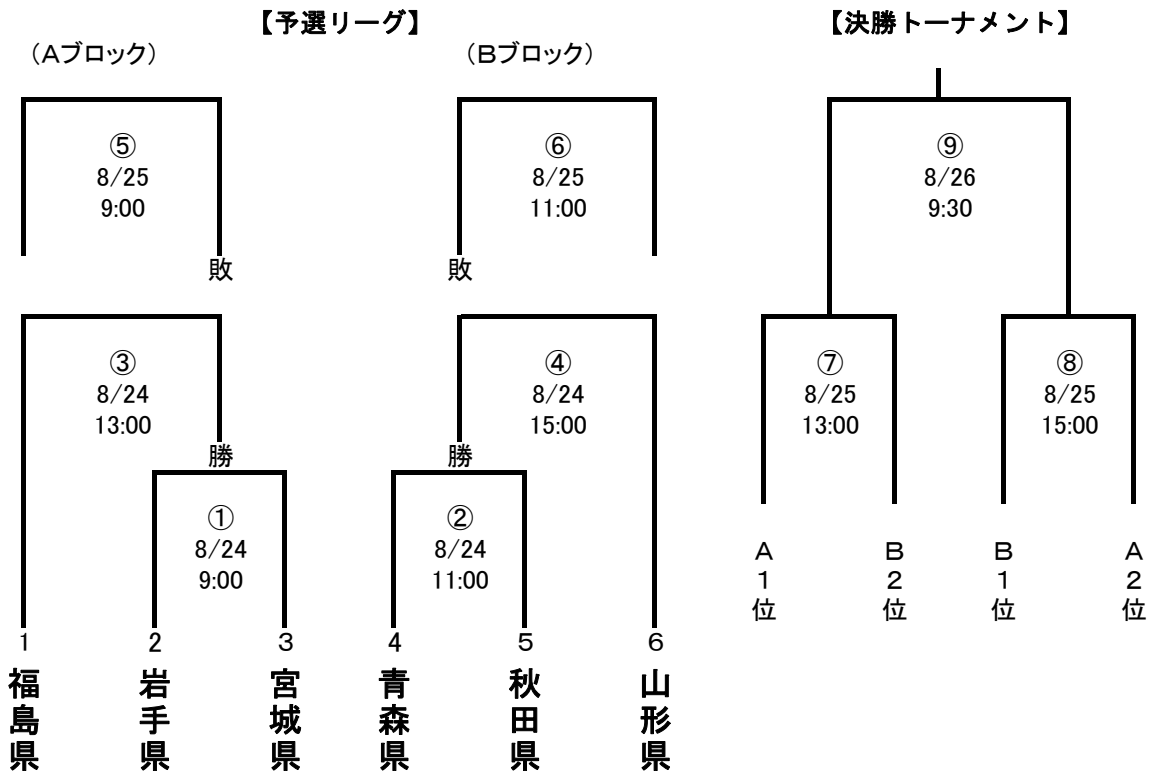 【予選リーグ】
(Aブロック)
(Bブロック)
⑤
8/25
9:00
敗
⑥
8/25
11:00
敗
③
8/24
13:00
勝
④
8/24
15:00
勝
①
8/24
9:00
②
8/24
11:00
1
2
3
4
5
6
福島県
岩手県
宮城県
青森県
秋田県
山形県
【決勝トーナメント】
⑨
8/26
9:30
⑦
8/25
13:00
⑧
8/25
15:00
A1位
B2位
B1位
A2位